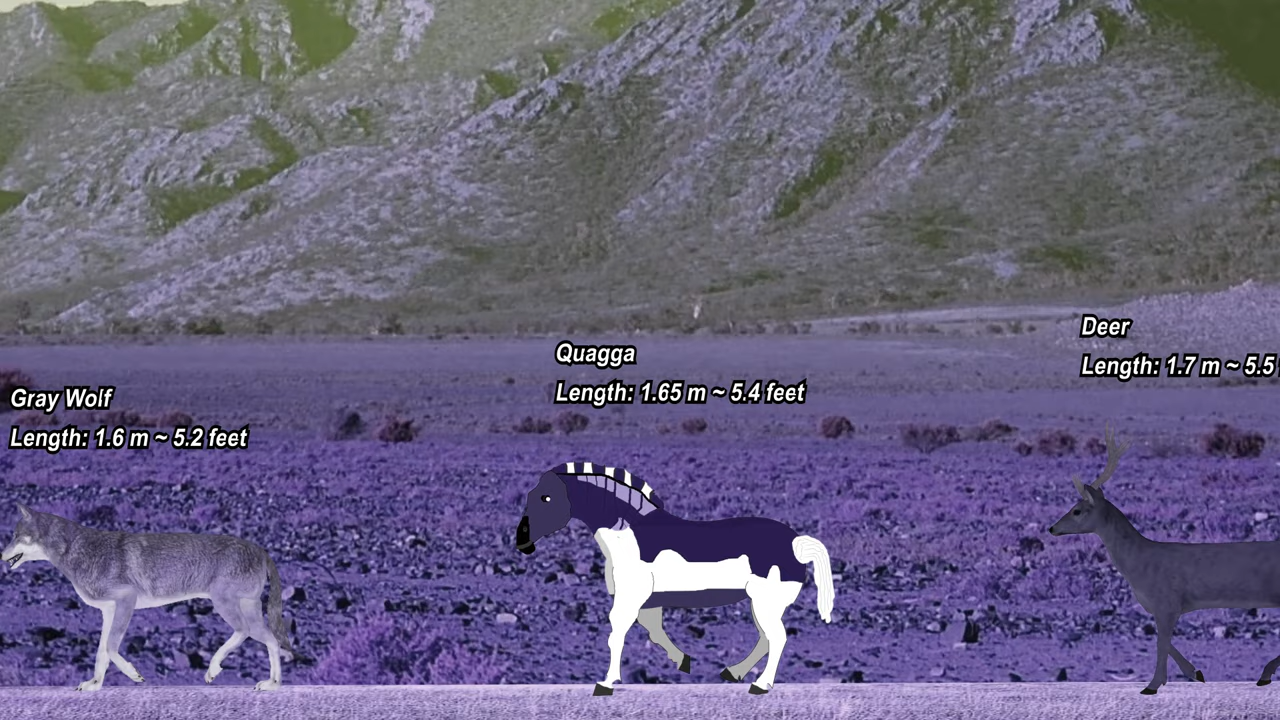 Gray Wolf
Length: 1.6 m ~ 5.2 feet
Quagga
Length: 1.65 m ~ 5.4 feet
Deer
Length: 1.7 m ~ 5.5